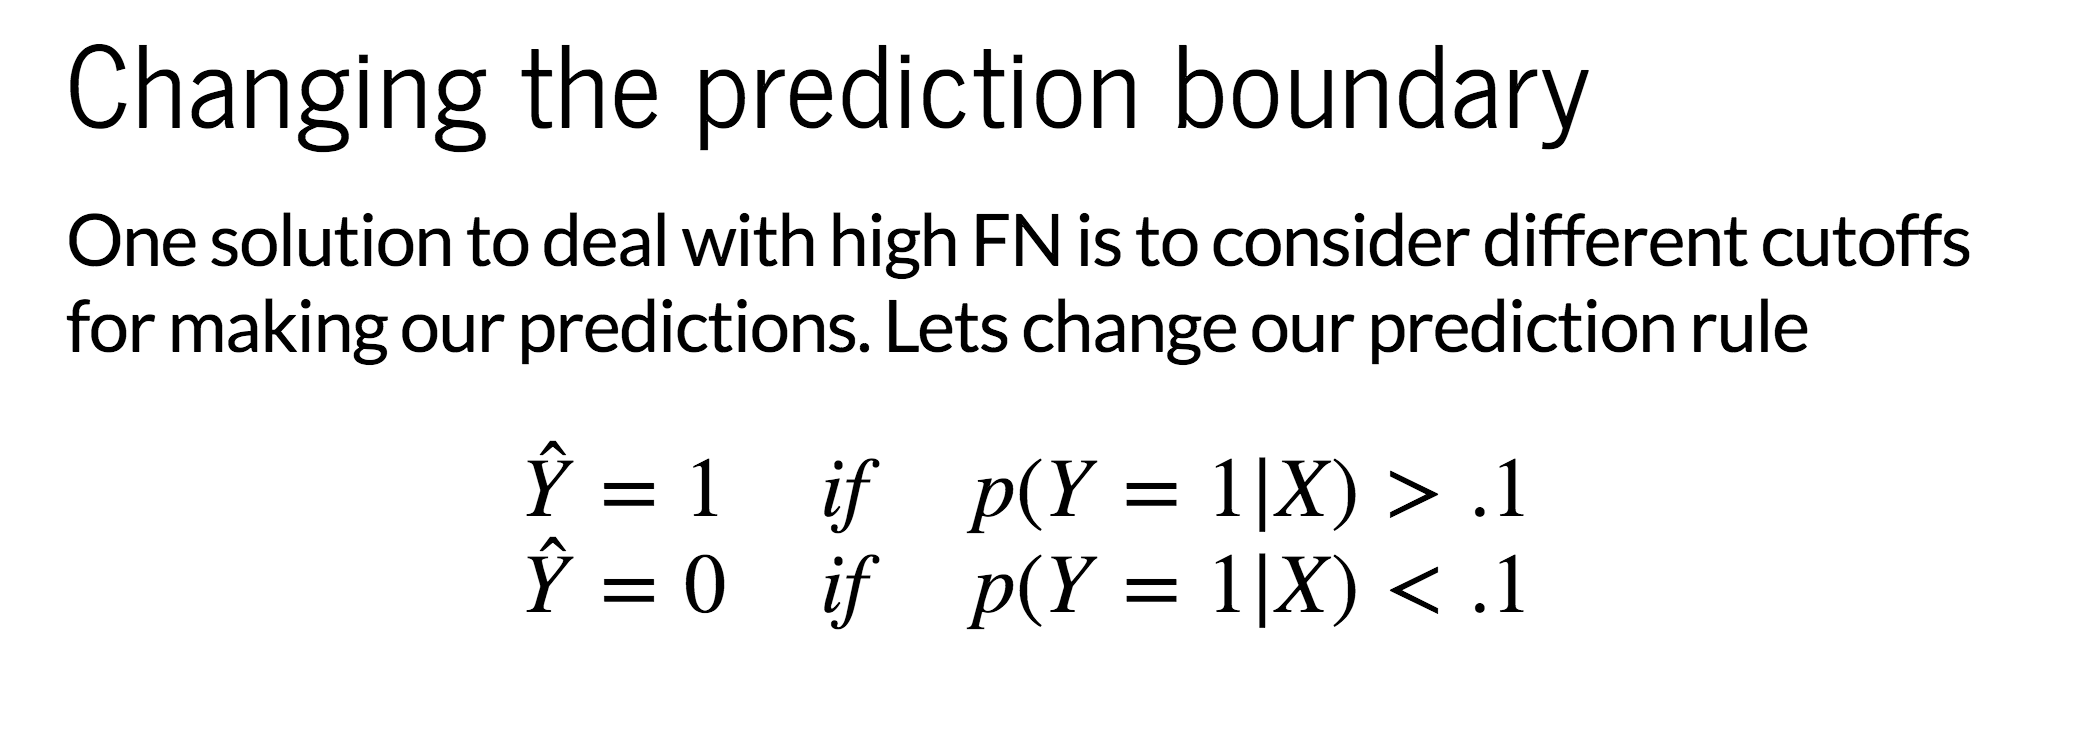 Changing the prediction boundary
One solution to deal with high FN is to consider different cutoffs
for making our predictions. Lets change our prediction rule
Ŷ = 1 if p(Y = 1|X) > .1
Ŷ = 0 if p(Y = 1|X) < .1